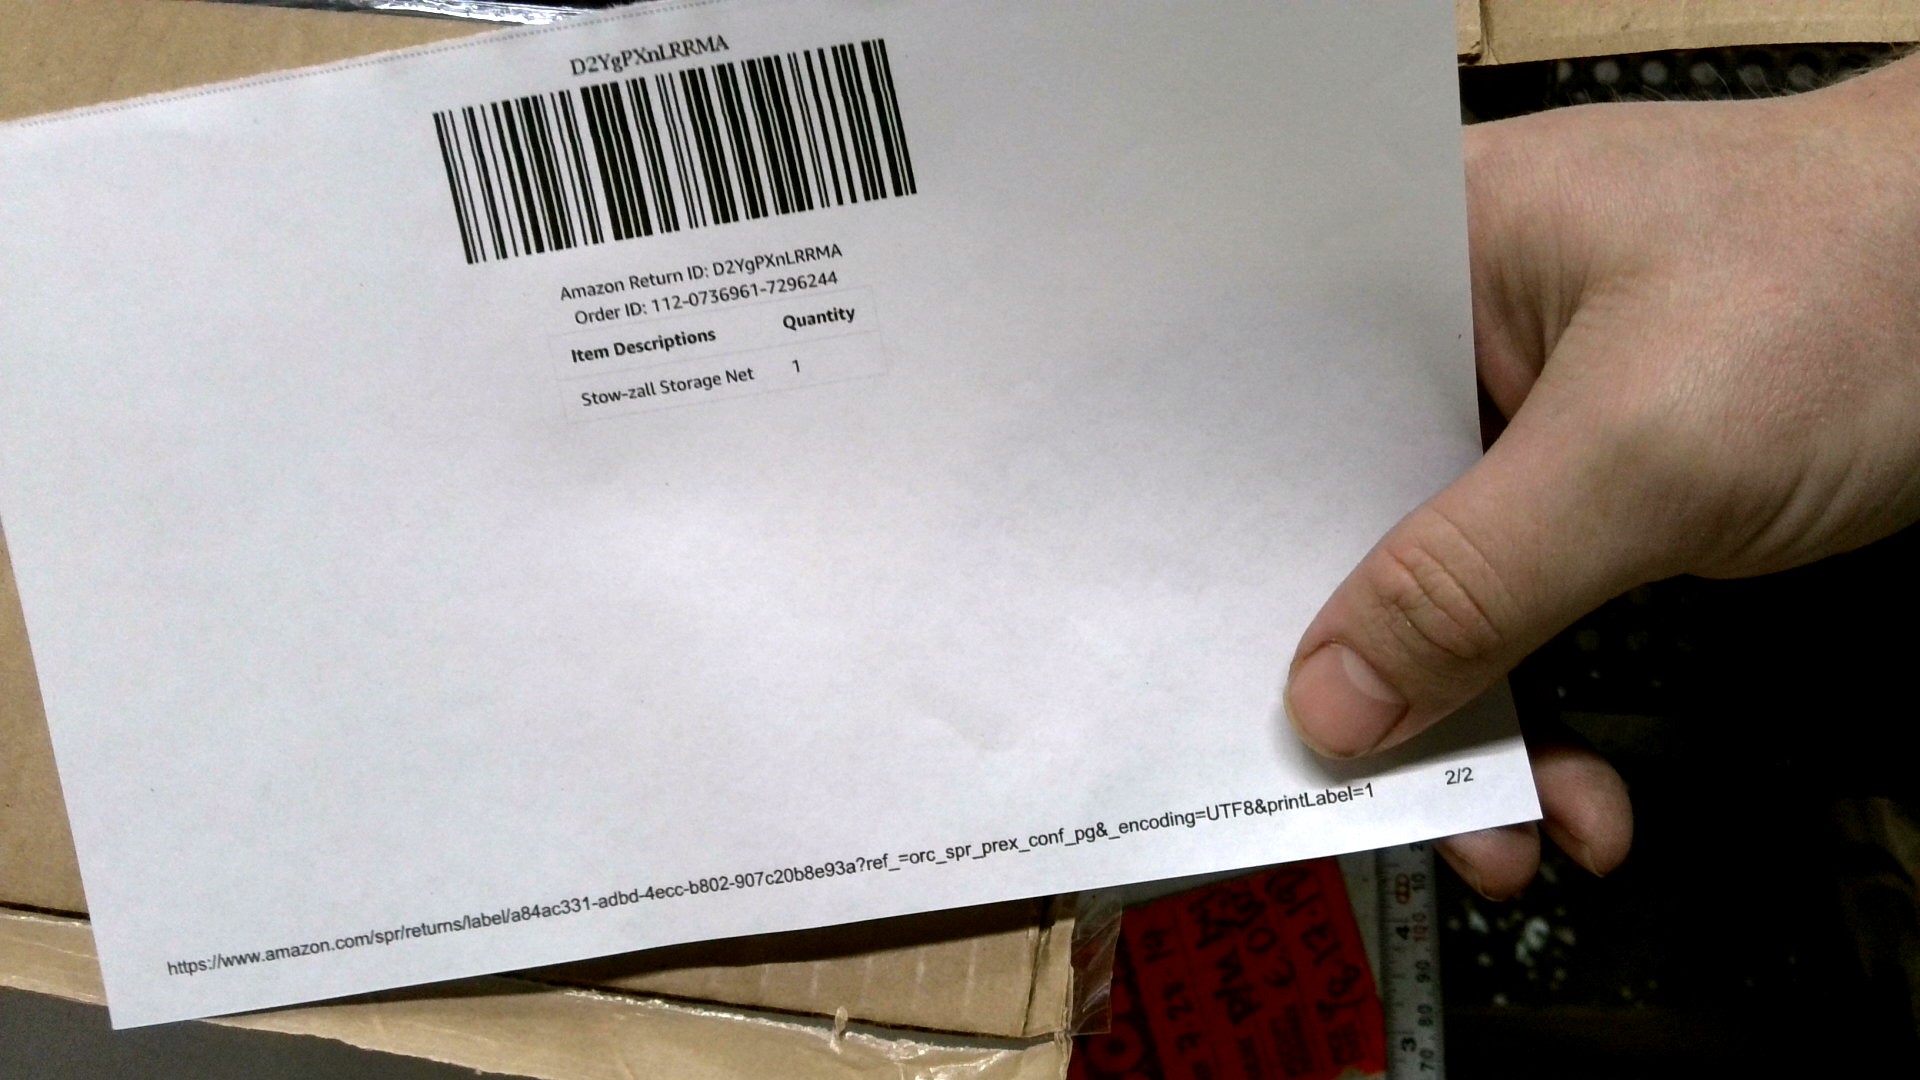 D2YgPXnLRRMA
Amazon Return ID: D2YgPXnLRRMA
Order ID: 112-0736961-7296244
Item Descriptions Quantity
Stow-zall Storage Net 1
https://www.amazon.com/spr/returns/label/a84ac331-adbd-4ecc-b802-907c20b8e93a?ref_=orc_spr_prex_conf_pg&_encoding=UTF8&printLabel=1
2/2